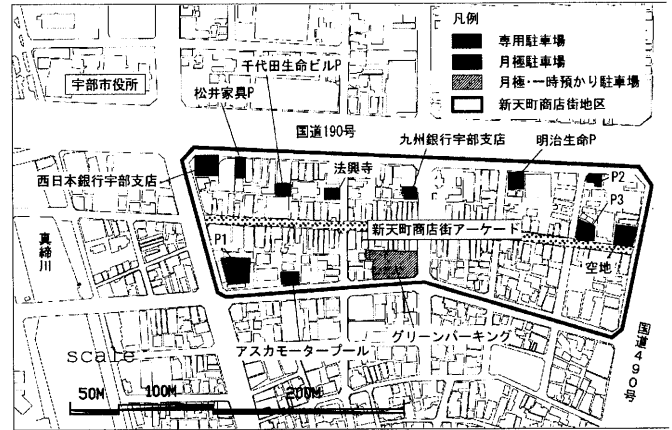 凡例
専用駐車場
月極駐車場
月極・一時預かり駐車場
新天町商店街地区
千代田生命ビルP
宇部市役所
松井家具P
国道190号
九州銀行宇部支店
明治生命P
西日本銀行宇部支店
法興寺
P2
P3
新天町商店街アーケード
真締川
P1
空地
グリーンパーキング
アスカモータープール
国道490号
scale
50M
100M
200M